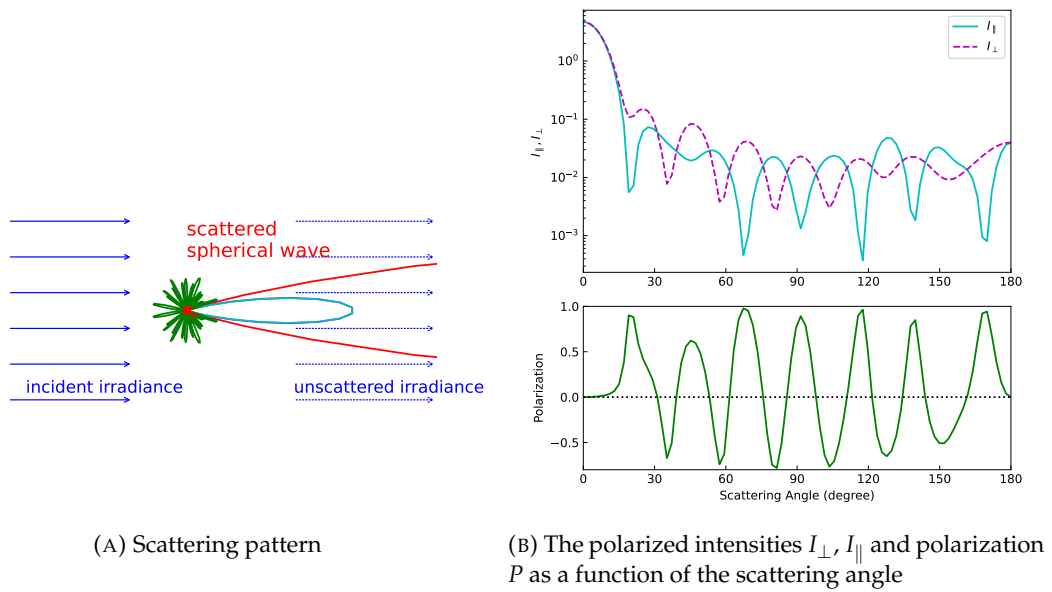 scattered
spherical wave
incident irradiance
unscattered irradiance
(A) Scattering pattern
I∥
I⊥
10⁰
10⁻¹
10⁻²
10⁻³
I∥, I⊥
0 30 60 90 120 150 180
1.0
0.5
0.0
−0.5
Polarization
0 30 60 90 120 150 180
Scattering Angle (degree)
(B) The polarized intensities I⊥, I∥ and polarization
P as a function of the scattering angle